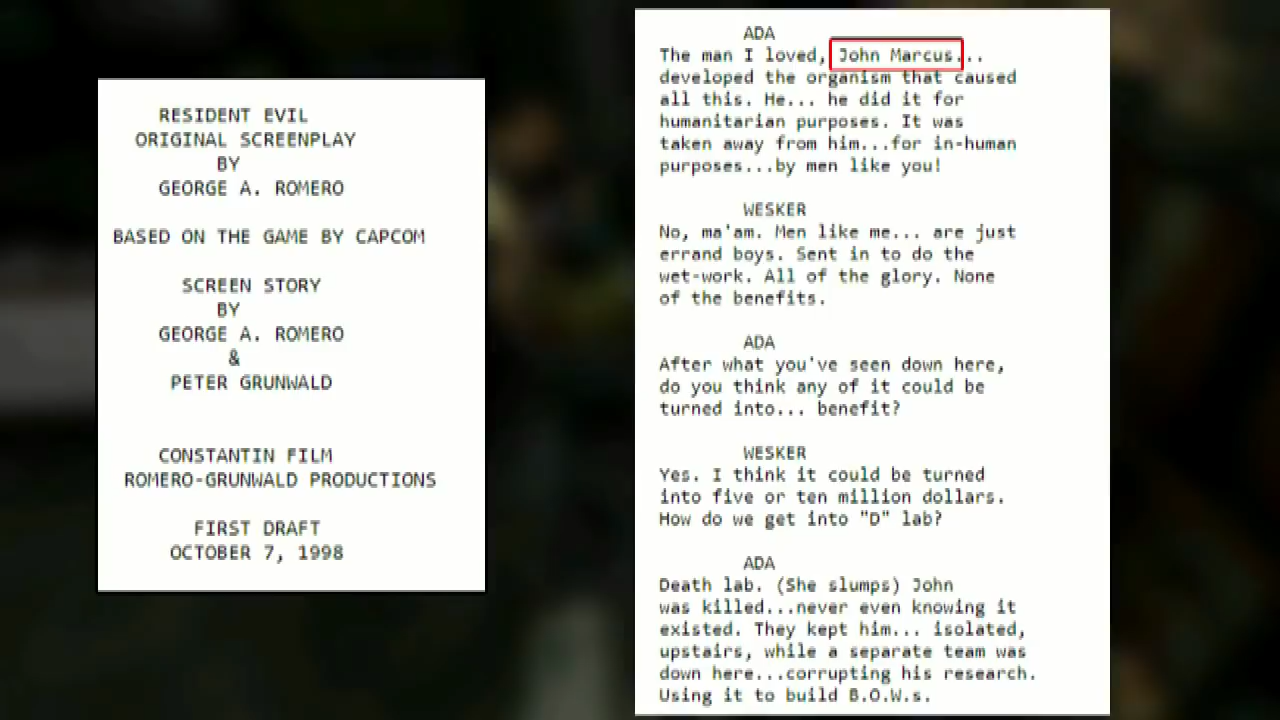 RESIDENT EVIL
ORIGINAL SCREENPLAY
BY
GEORGE A. ROMERO
BASED ON THE GAME BY CAPCOM
SCREEN STORY
BY
GEORGE A. ROMERO
&
PETER GRUNWALD
CONSTANTIN FILM
ROMERO-GRUNWALD PRODUCTIONS
FIRST DRAFT
OCTOBER 7, 1998
ADA
The man I loved, John Marcus...
developed the organism that caused
all this. He... he did it for
humanitarian purposes. It was
taken away from him...for in-human
purposes...by men like you!
WESKER
No, ma'am. Men like me... are just
errand boys. Sent in to do the
wet-work. All of the glory. None
of the benefits.
ADA
After what you've seen down here,
do you think any of it could be
turned into... benefit?
WESKER
Yes. I think it could be turned
into five or ten million dollars.
How do we get into "D" lab?
ADA
Death lab. (She slumps) John
was killed...never even knowing it
existed. They kept him... isolated,
upstairs, while a separate team was
down here...corrupting his research.
Using it to build B.O.W.s.